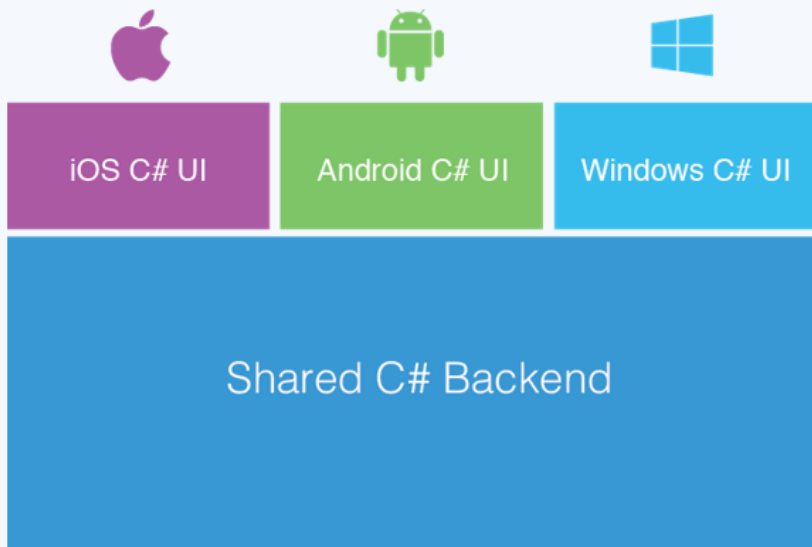 iOS C# UI
Android C# UI
Windows C# UI
Shared C# Backend